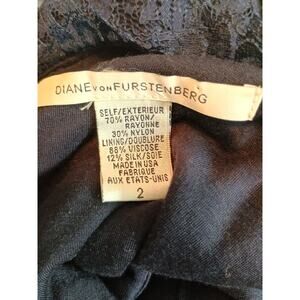 DIANE VON FURSTENBERG
SELF/EXTERIEUR
70% RAYON/
RAYONNE
30% NYLON
LINING/DOUBLURE
88% VISCOSE
12% SILK/SOIE
MADE IN USA
FABRIQUE
AUX ETATS-UNIS
2